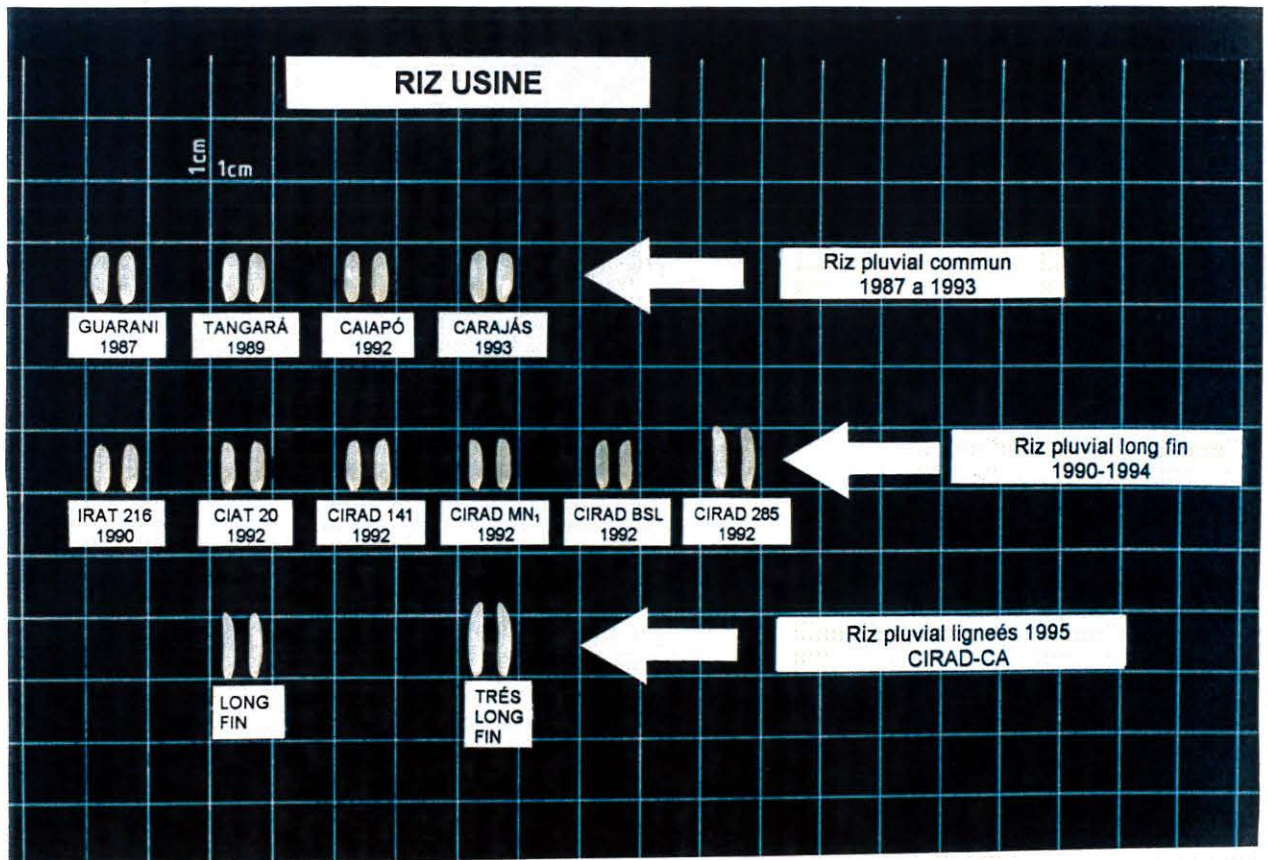 RIZ USINE
1cm
1cm
Riz pluvial commun
1987 a 1993
GUARANI
1987
TANGARÁ
1989
CAIAPÓ
1992
CARAJÁS
1993
Riz pluvial long fin
1990-1994
IRAT 216
1990
CIAT 20
1992
CIRAD 141
1992
CIRAD MN₁
1992
CIRAD BSL
1992
CIRAD 285
1992
Riz pluvial ligneés 1995
CIRAD-CA
LONG
FIN
TRÉS
LONG
FIN